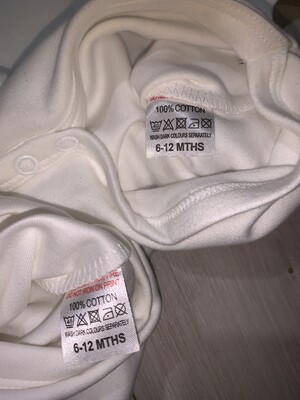 100% COTTON
WASH DARK COLOURS SEPARATELY
6-12 MTHS
DO NOT IRON ON PRINT
100% COTTON
WASH DARK COLOURS SEPARATELY
6-12 MTHS